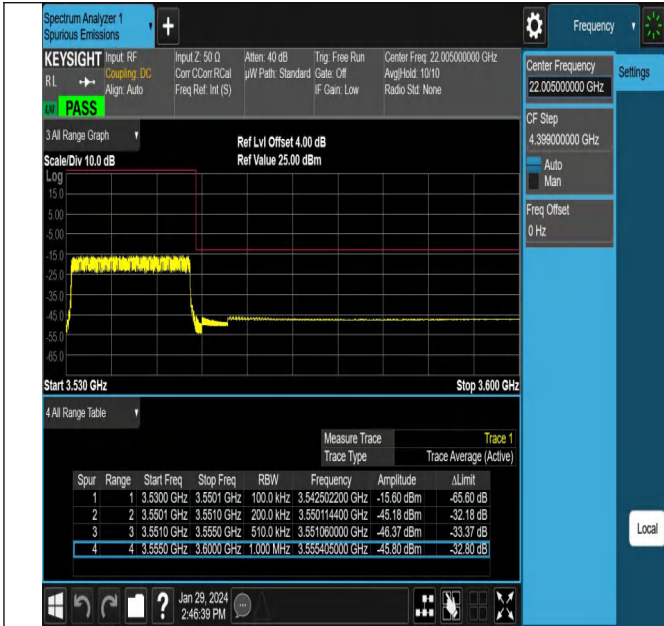 Spectrum Analyzer 1
Spurious Emissions
Frequency
KEYSIGHT Input: RF Input Z: 50 Ω Atten: 40 dB Trig: Free Run Center Freq: 22.005000000 GHz
RL Coupling: DC Corr CCorr RCal µW Path: Standard Gate: Off Avg|Hold: 10/10
Align: Auto Freq Ref: Int (S) IF Gain: Low Radio Std: None
PASS
Center Frequency
22.005000000 GHz
Settings
CF Step
4.399000000 GHz
Auto
Man
Freq Offset
0 Hz
3 All Range Graph
Ref Lvl Offset 4.00 dB
Scale/Div 10.0 dB Ref Value 25.00 dBm
Log
15.0
5.00
-5.00
-15.0
-25.0
-35.0
-45.0
-55.0
-65.0
Start 3.530 GHz Stop 3.600 GHz
4 All Range Table
Measure Trace Trace 1
Trace Type Trace Average (Active)
Spur Range Start Freq Stop Freq RBW Frequency Amplitude ΔLimit
1 1 3.5300 GHz 3.5501 GHz 100.0 kHz 3.542502200 GHz -15.60 dBm -65.60 dB
2 2 3.5501 GHz 3.5510 GHz 200.0 kHz 3.550114400 GHz -45.18 dBm -32.18 dB
3 3 3.5510 GHz 3.5550 GHz 510.0 kHz 3.551060000 GHz -46.37 dBm -33.37 dB
4 4 3.5550 GHz 3.6000 GHz 1.000 MHz 3.555405000 GHz -45.80 dBm -32.80 dB
Local
Jan 29, 2024
2:46:39 PM